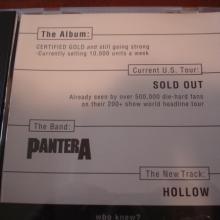 The Album:
CERTIFIED GOLD and still going strong
-Currently selling 10,000 units a week
Current U.S. Tour:
SOLD OUT
Already seen by over 500,000 die-hard fans
on their 200+ show world headline tour
The Band:
PANTERA
The New Track:
HOLLOW
who knew?